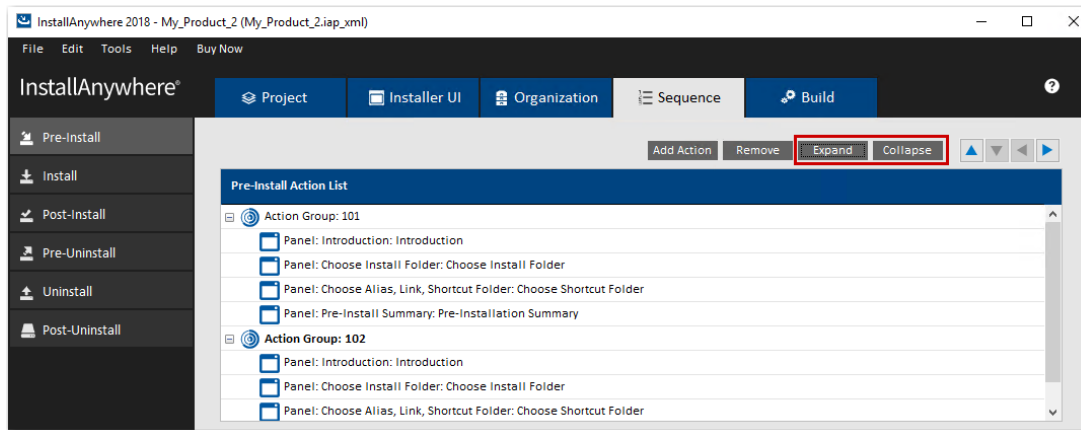 InstallAnywhere 2018 - My_Product_2 (My_Product_2.iap_xml)
File Edit Tools Help Buy Now
InstallAnywhere®
Project Installer UI Organization Sequence Build
Pre-Install
Install
Post-Install
Pre-Uninstall
Uninstall
Post-Uninstall
Add Action Remove Expand Collapse
Pre-Install Action List
Action Group: 101
Panel: Introduction: Introduction
Panel: Choose Install Folder: Choose Install Folder
Panel: Choose Alias, Link, Shortcut Folder: Choose Shortcut Folder
Panel: Pre-Install Summary: Pre-Installation Summary
Action Group: 102
Panel: Introduction: Introduction
Panel: Choose Install Folder: Choose Install Folder
Panel: Choose Alias, Link, Shortcut Folder: Choose Shortcut Folder